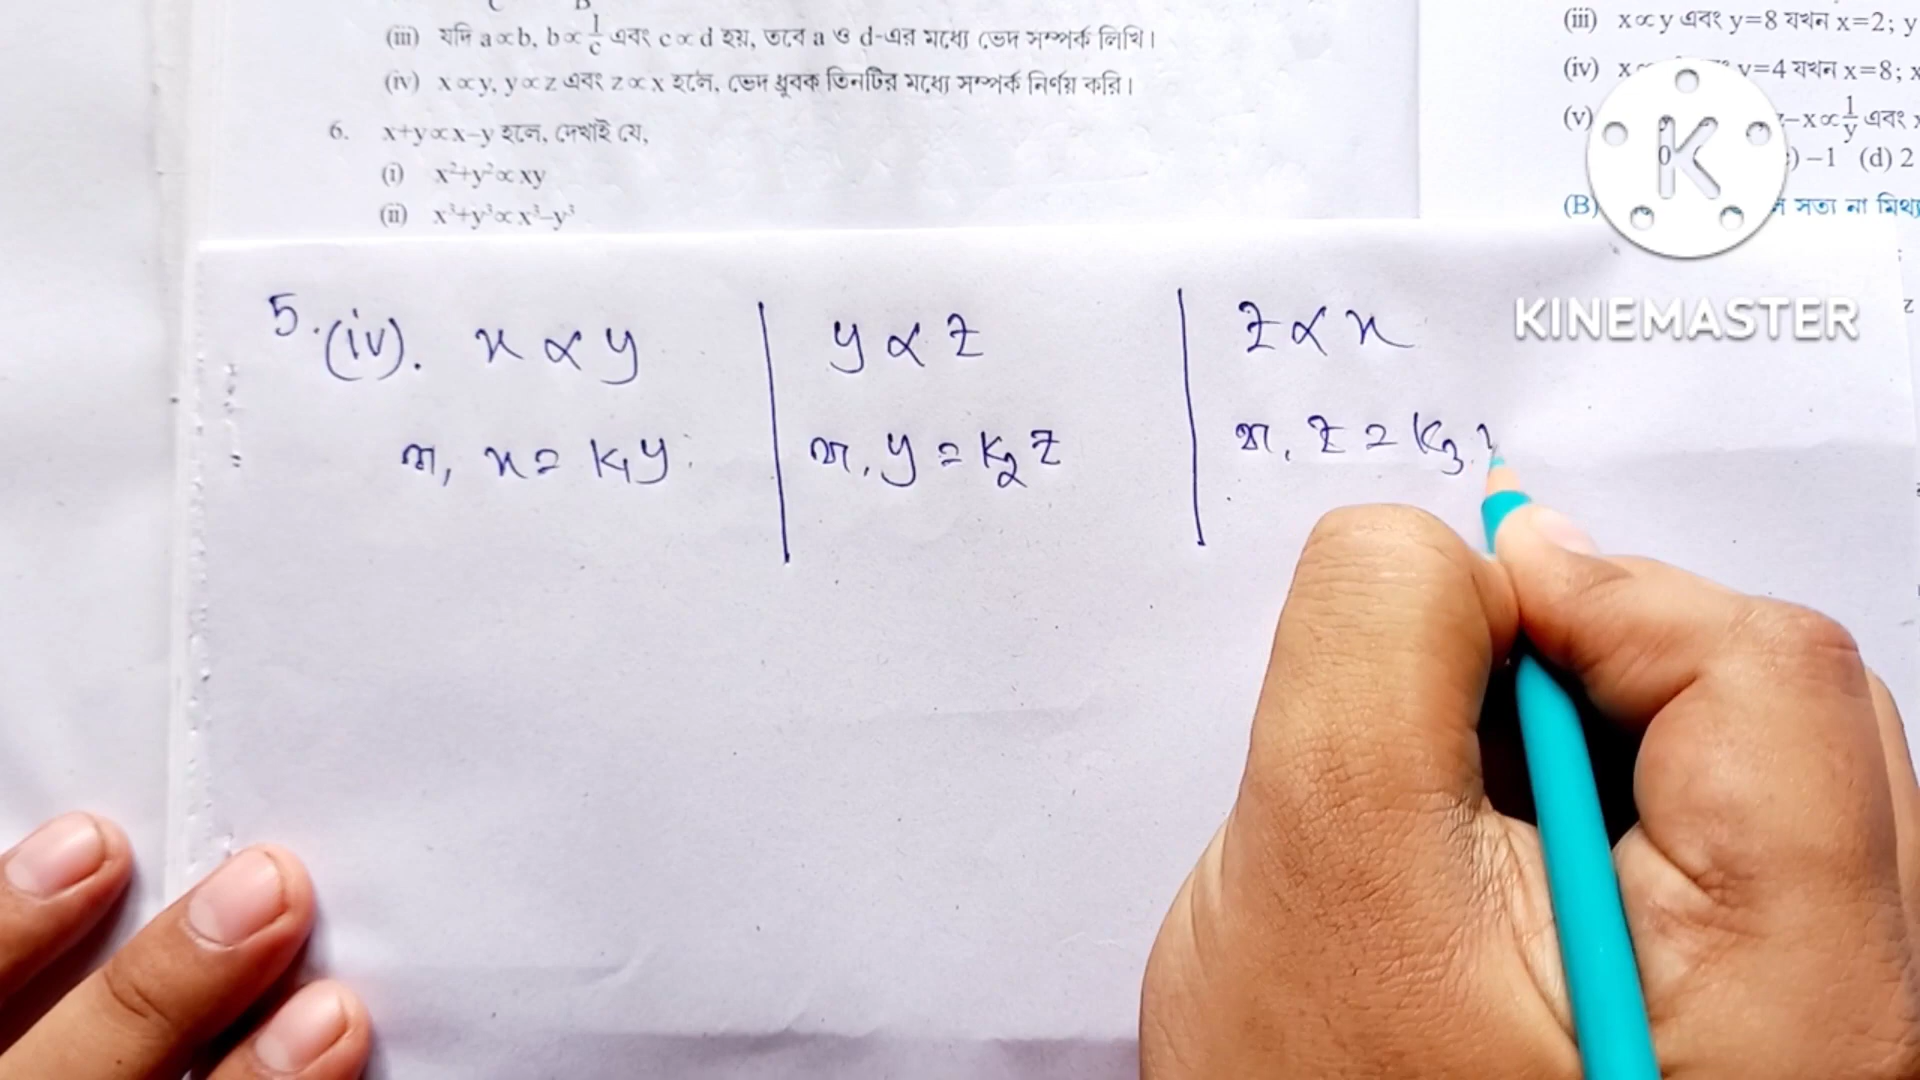 (iii) যদি a∝b, b∝1/c এবং c∝d হয়, তবে a ও d-এর মধ্যে ভেদ সম্পর্ক লিখি।
(iv) x∝y, y∝z এবং z∝x হলে, ভেদ ধ্রুবক তিনটির মধ্যে সম্পর্ক নির্ণয় করি।
6. x+y∝x–y হলে, দেখাই যে,
(i) x²+y²∝xy
(ii) x³+y³∝x³–y³
(iii) x∝y এবং y=8 যখন x=2; y
(iv) x y=4 যখন x=8; x
(v) –x∝1/y এবং
–1 (d) 2
(B) সত্য না মিথ্যা
K
KINEMASTER
5.(iv). x ∝ y
বা, x = K₁y
y ∝ z
বা, y = K₂ z
z ∝ x
বা, z = K₃.